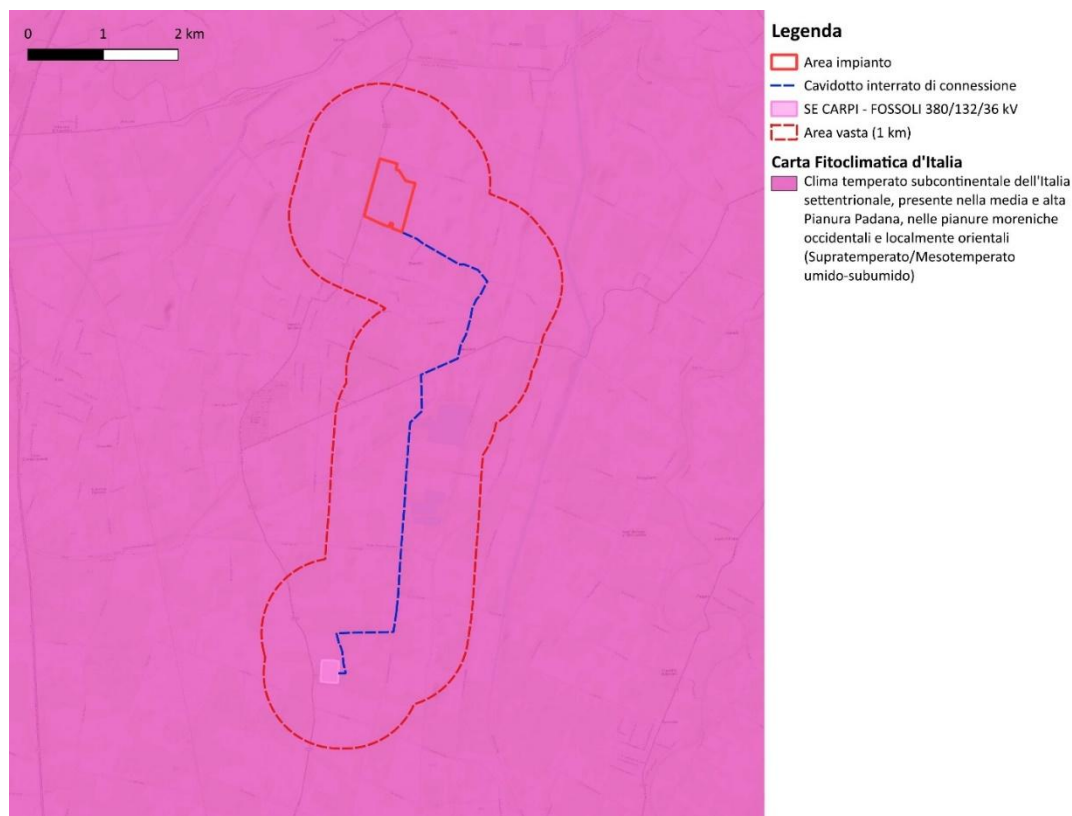 0 1 2 km
Legenda
Area impianto
Cavidotto interrato di connessione
SE CARPI - FOSSOLI 380/132/36 kV
Area vasta (1 km)
Carta Fitoclimatica d'Italia
Clima temperato subcontinentale dell'Italia
settentrionale, presente nella media e alta
Pianura Padana, nelle pianure moreniche
occidentali e localmente orientali
(Supratemperato/Mesotemperato
umido-subumido)